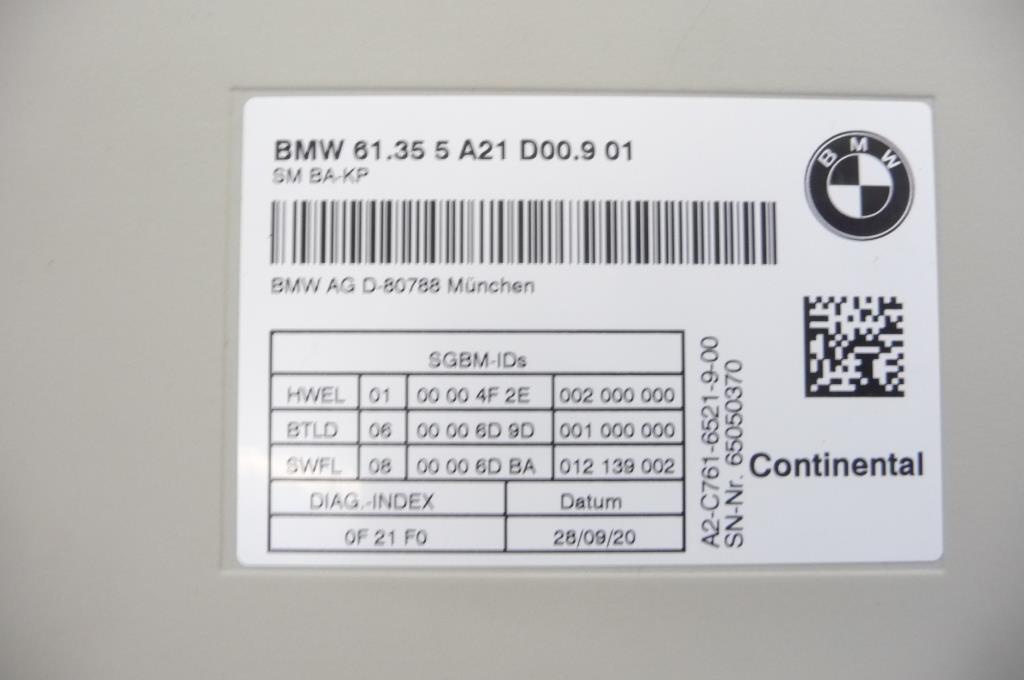 BMW 61.35 5 A21 D00.9 01
SM BA-KP
BMW
BMW AG D-80788 München
SGBM-IDs
HWEL 01 00 00 4F 2E 002 000 000
BTLD 06 00 00 6D 9D 001 000 000
SWFL 08 00 00 6D BA 012 139 002
DIAG.-INDEX Datum
0F 21 F0 28/09/20
A2-C761-6521-9-00
SN-Nr. 65050370
Continental